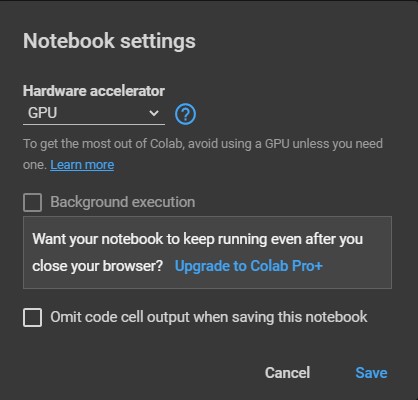 Notebook settings
Hardware accelerator
GPU
?
To get the most out of Colab, avoid using a GPU unless you need
one. Learn more
Background execution
Want your notebook to keep running even after you
close your browser? Upgrade to Colab Pro+
Omit code cell output when saving this notebook
Cancel Save